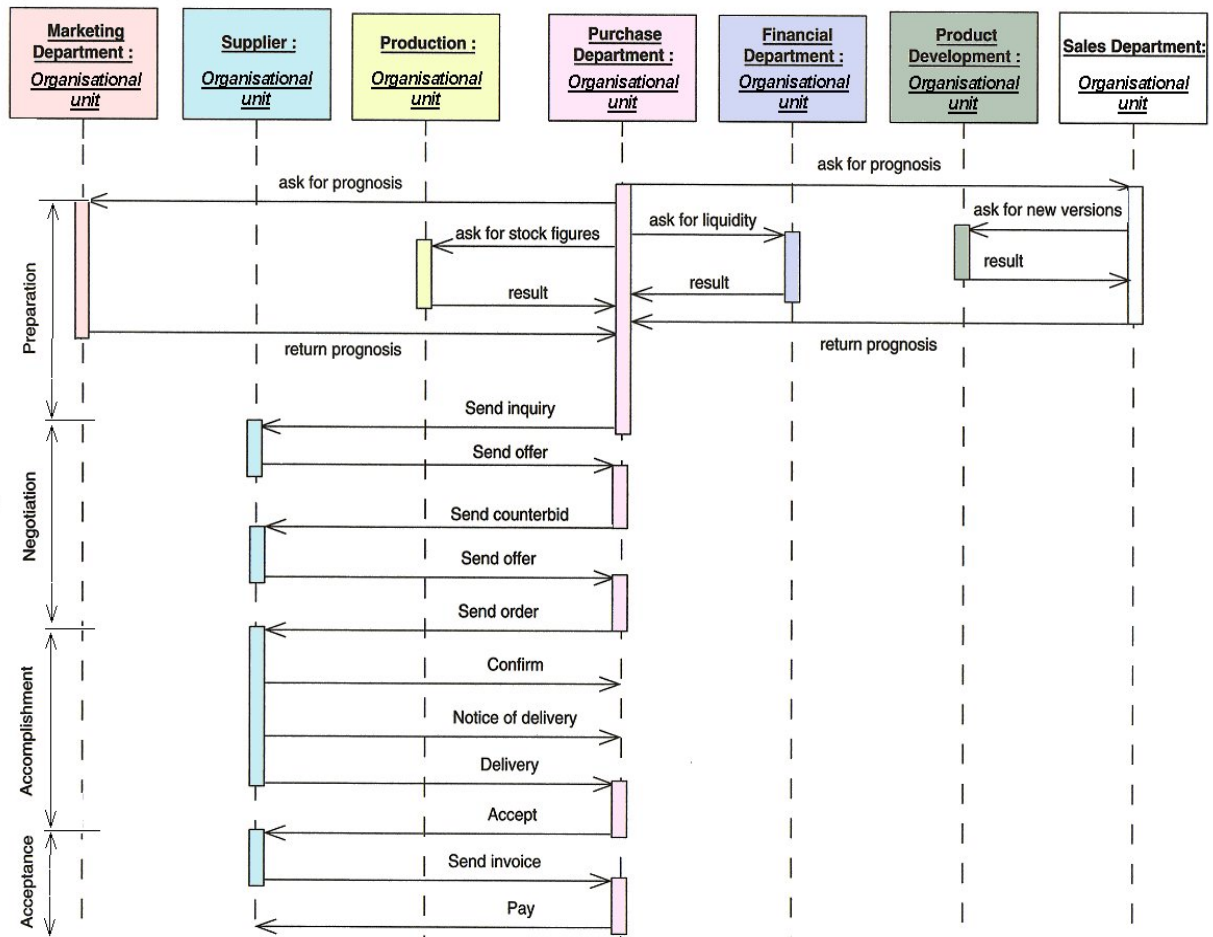 Marketing
Department :
Organisational
unit
Supplier :
Organisational
unit
Production :
Organisational
unit
Purchase
Department :
Organisational
unit
Financial
Department :
Organisational
unit
Product
Development :
Organisational
unit
Sales Department:
Organisational
unit
ask for prognosis
ask for prognosis
ask for new versions
ask for liquidity
ask for stock figures
result
result
result
return prognosis
return prognosis
Preparation
Send inquiry
Send offer
Send counterbid
Send offer
Negotiation
Send order
Confirm
Notice of delivery
Delivery
Accomplishment
Accept
Send invoice
Pay
Acceptance